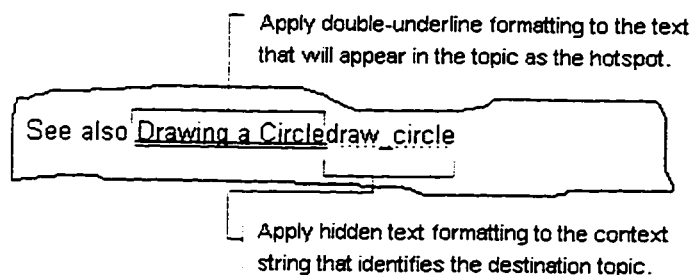 Apply double-underline formatting to the text
that will appear in the topic as the hotspot.
See also Drawing a Circledraw_circle
Apply hidden text formatting to the context
string that identifies the destination topic.